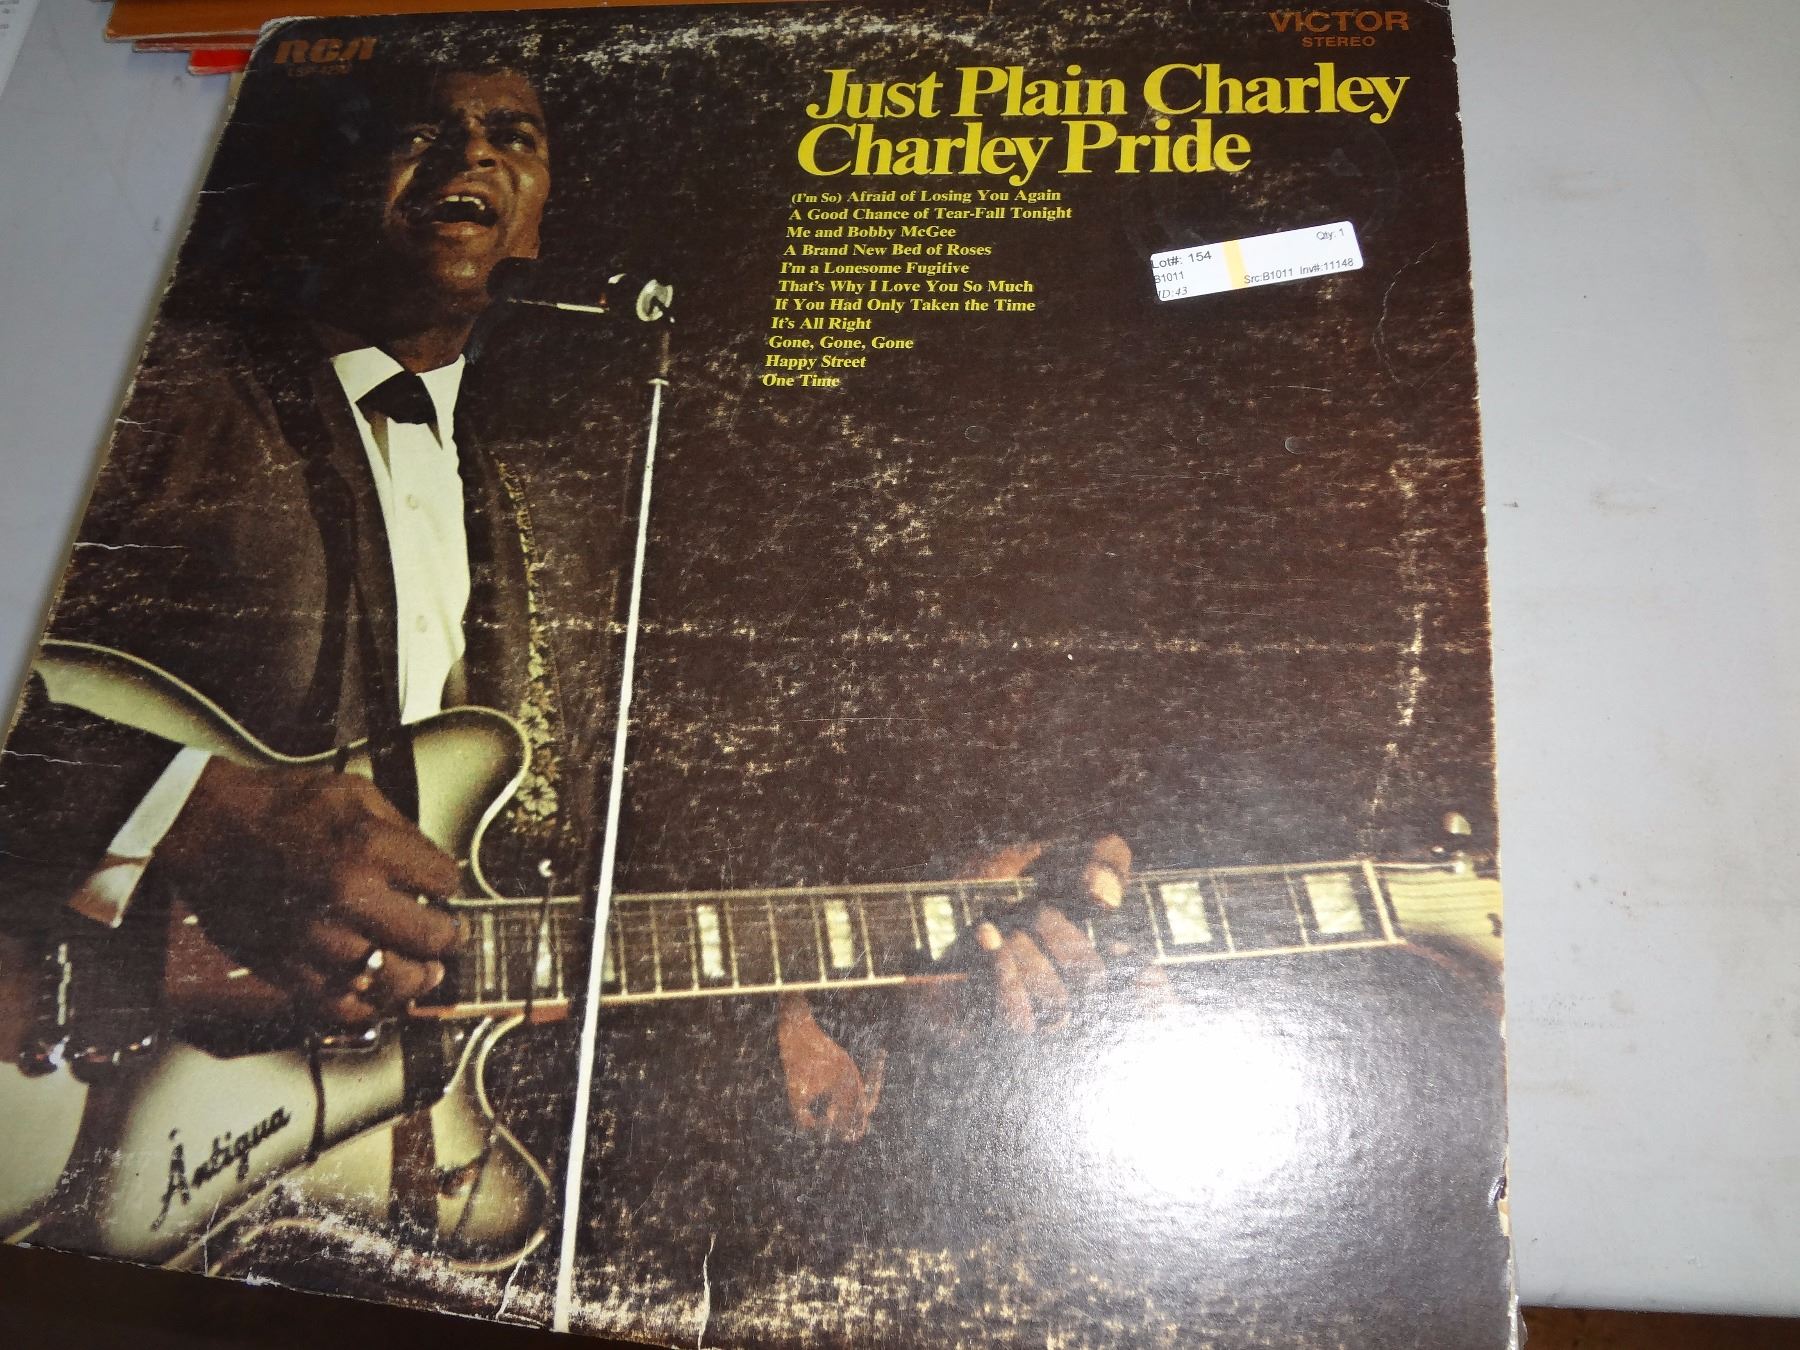 RCA
VICTOR
STEREO
Just Plain Charley
Charley Pride
(I'm So) Afraid of Losing You Again
A Good Chance of Tear-Fall Tonight
Me and Bobby McGee
A Brand New Bed of Roses
I'm a Lonesome Fugitive
That's Why I Love You So Much
If You Had Only Taken the Time
It's All Right
Gone, Gone, Gone
Happy Street
One Time
Lot#: 154 Qty: 1
B1011 Src:B1011 Inv#:11148
ID:43
Antigua